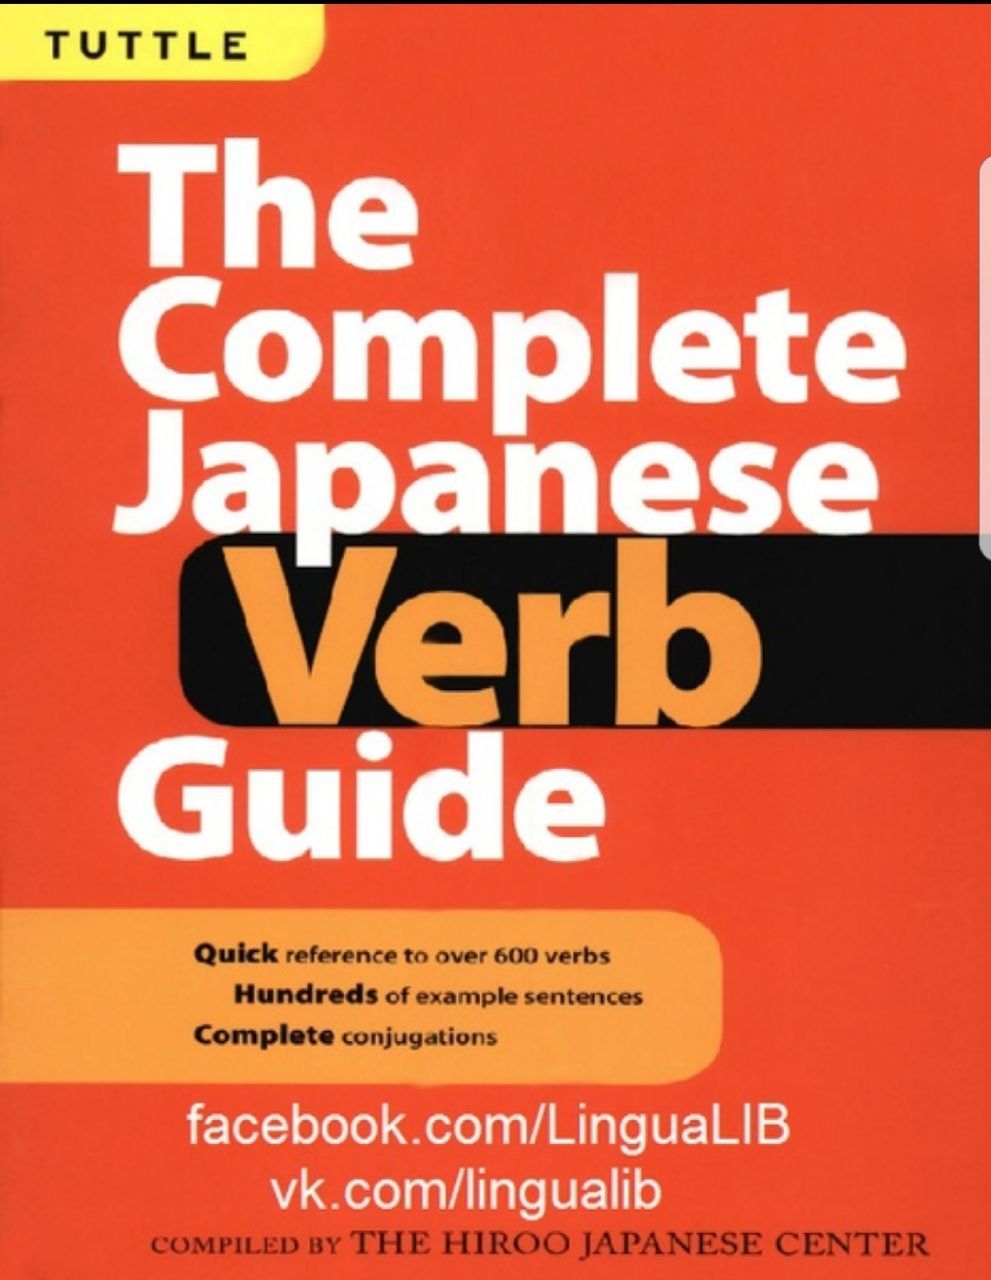 TUTTLE
The
Complete
Japanese
Verb
Guide
Quick reference to over 600 verbs
Hundreds of example sentences
Complete conjugations
facebook.com/LinguaLIB
vk.com/lingualib
COMPILED BY THE HIROO JAPANESE CENTER